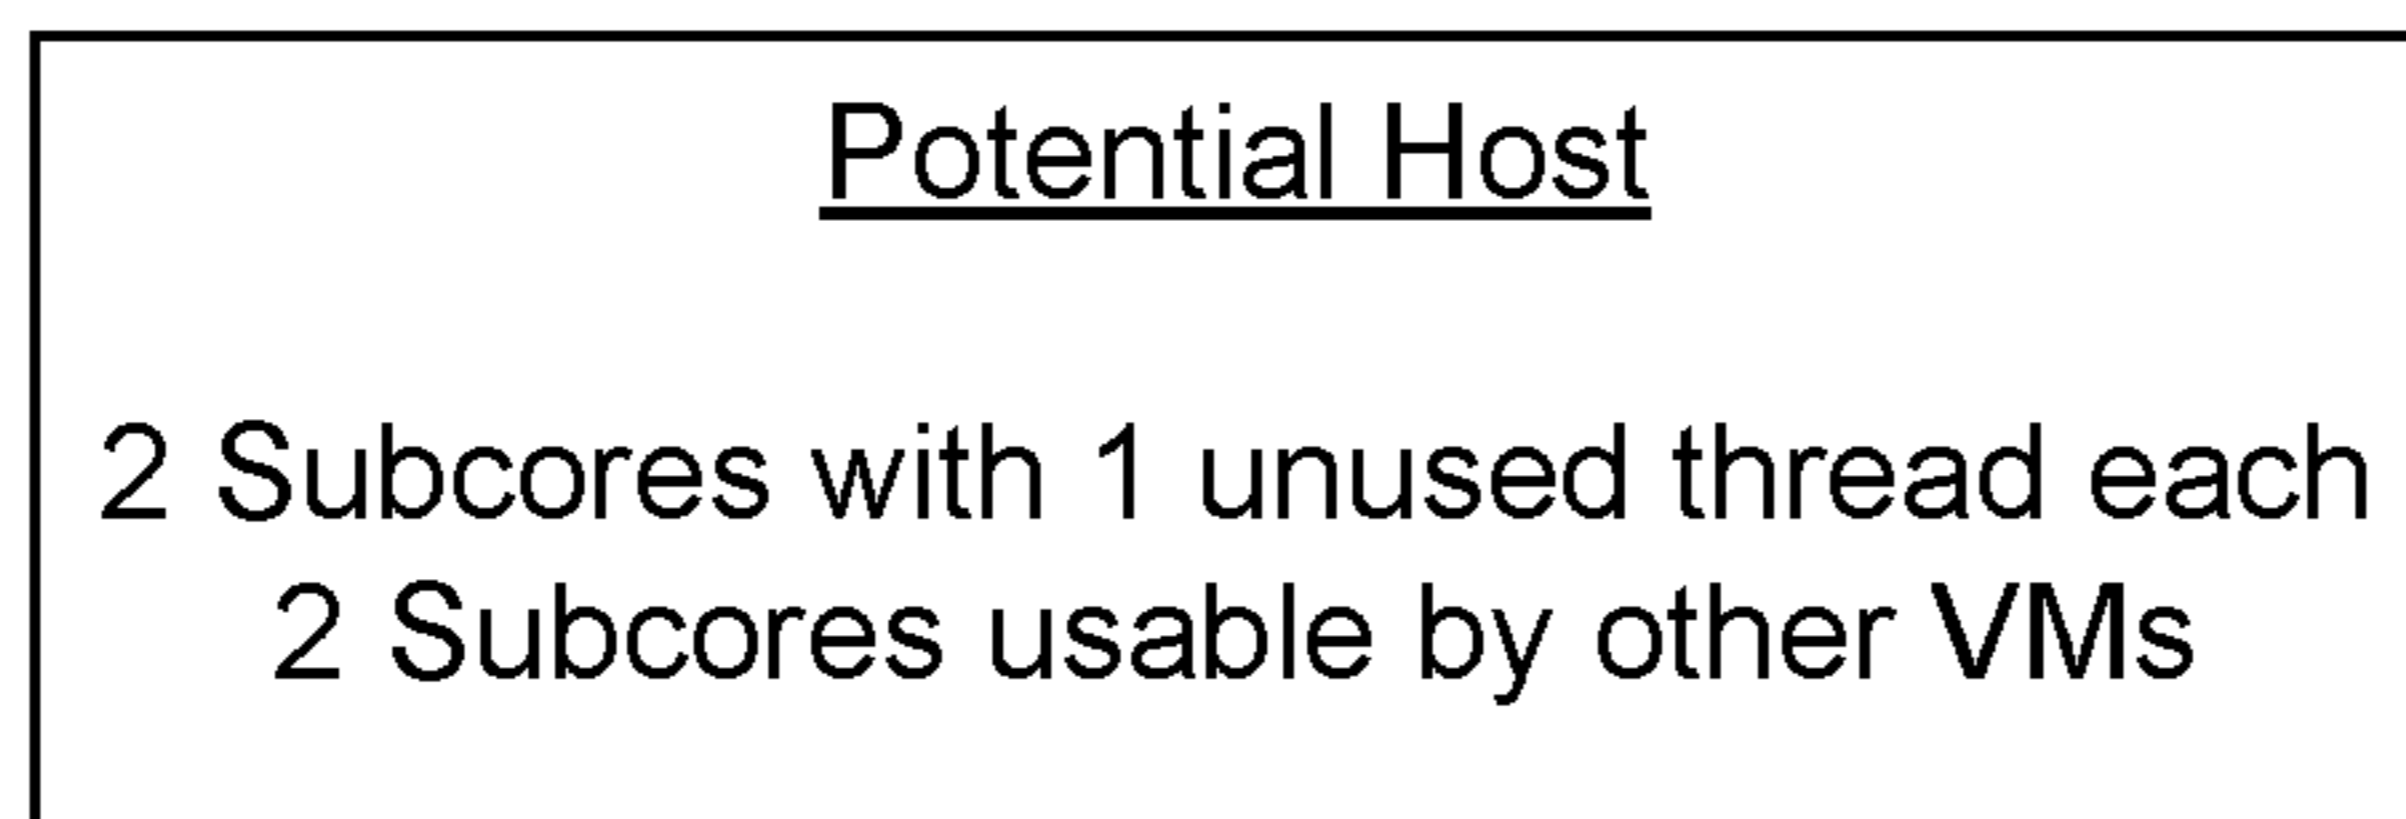 Potential Host
2 Subcores with 1 unused thread each
2 Subcores usable by other VMs